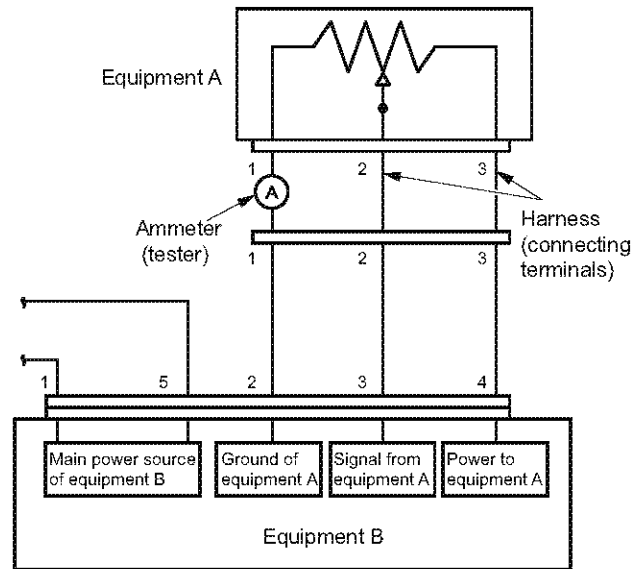 Equipment A
1 2 3
A
Ammeter
(tester)
Harness
(connecting
terminals)
1 2 3
1 5 2 3 4
Main power source
of equipment B
Ground of
equipment A
Signal from
equipment A
Power to
equipment A
Equipment B